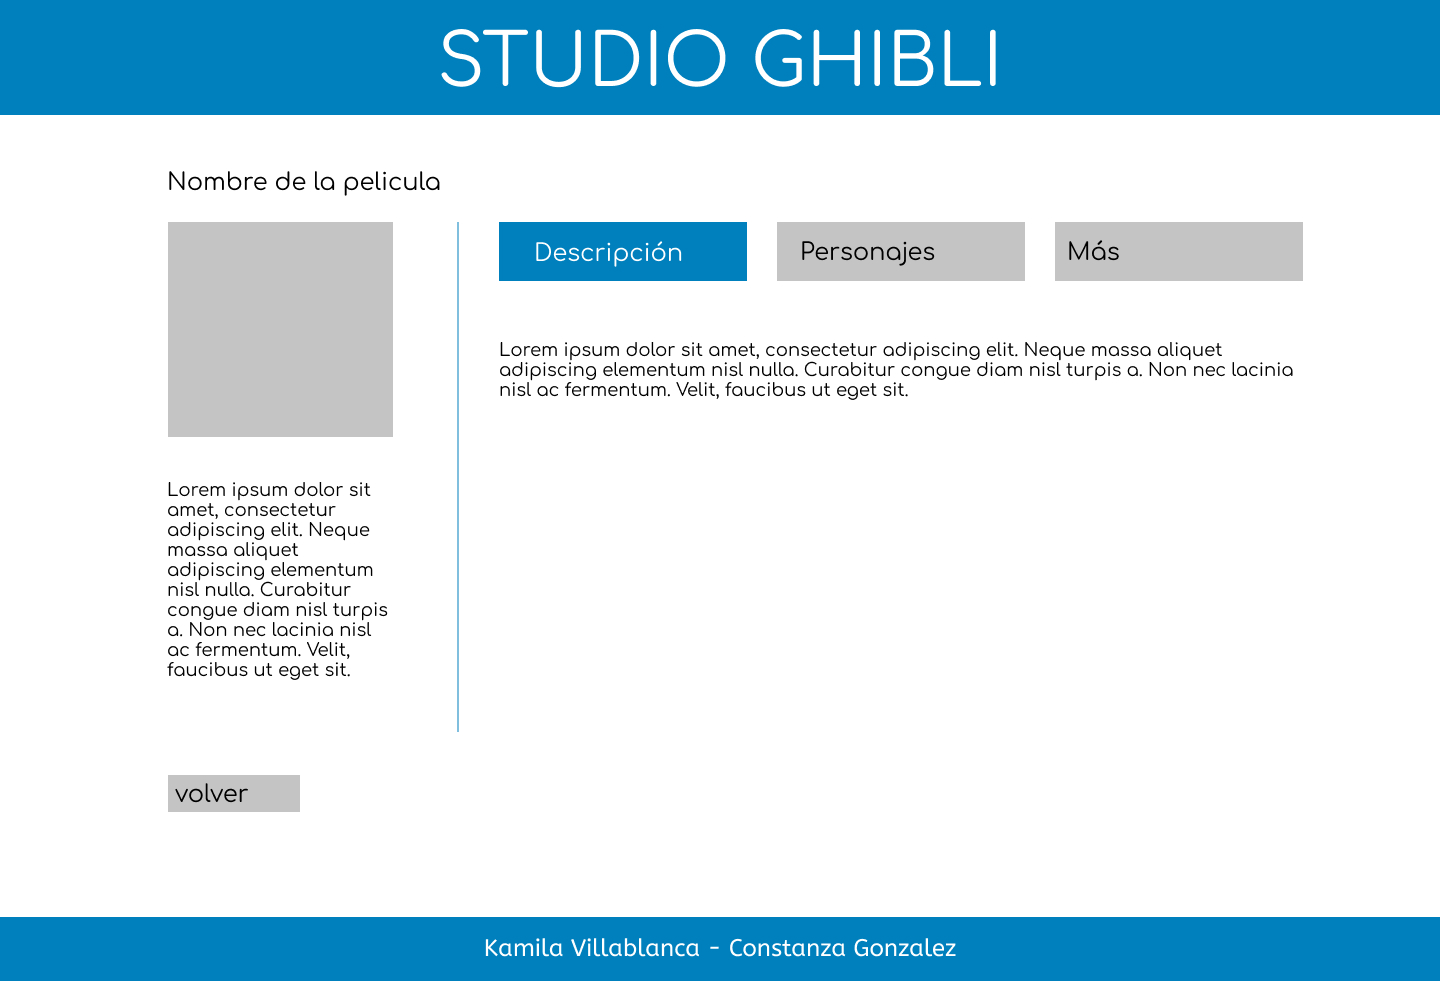 STUDIO GHIBLI
Nombre de la pelicula
Descripción
Personajes
Más
Lorem ipsum dolor sit amet, consectetur adipiscing elit. Neque massa aliquet
adipiscing elementum nisl nulla. Curabitur congue diam nisl turpis a. Non nec lacinia
nisl ac fermentum. Velit, faucibus ut eget sit.
Lorem ipsum dolor sit
amet, consectetur
adipiscing elit. Neque
massa aliquet
adipiscing elementum
nisl nulla. Curabitur
congue diam nisl turpis
a. Non nec lacinia nisl
ac fermentum. Velit,
faucibus ut eget sit.
volver
Kamila Villablanca - Constanza Gonzalez